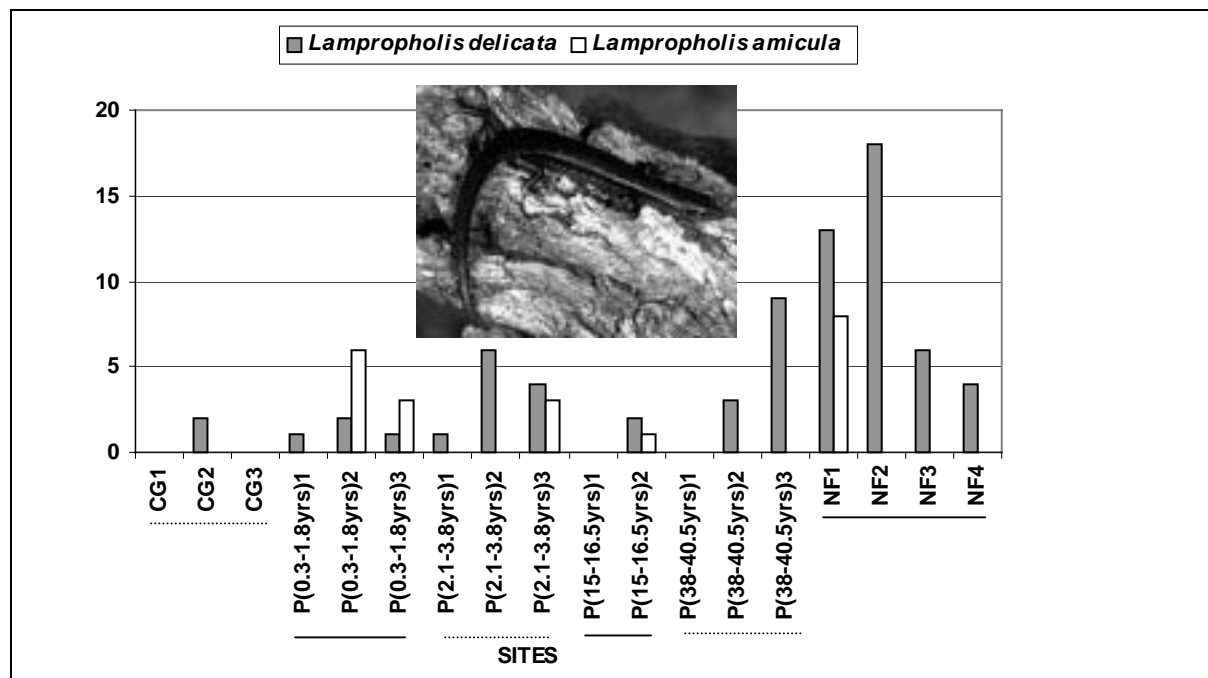 Lampropholis delicata Lampropholis amicula
20
15
10
5
0
CG1
CG2
CG3
P(0.3-1.8yrs)1
P(0.3-1.8yrs)2
P(0.3-1.8yrs)3
P(2.1-3.8yrs)1
P(2.1-3.8yrs)2
P(2.1-3.8yrs)3
P(15-16.5yrs)1
P(15-16.5yrs)2
P(38-40.5yrs)1
P(38-40.5yrs)2
P(38-40.5yrs)3
NF1
NF2
NF3
NF4
SITES